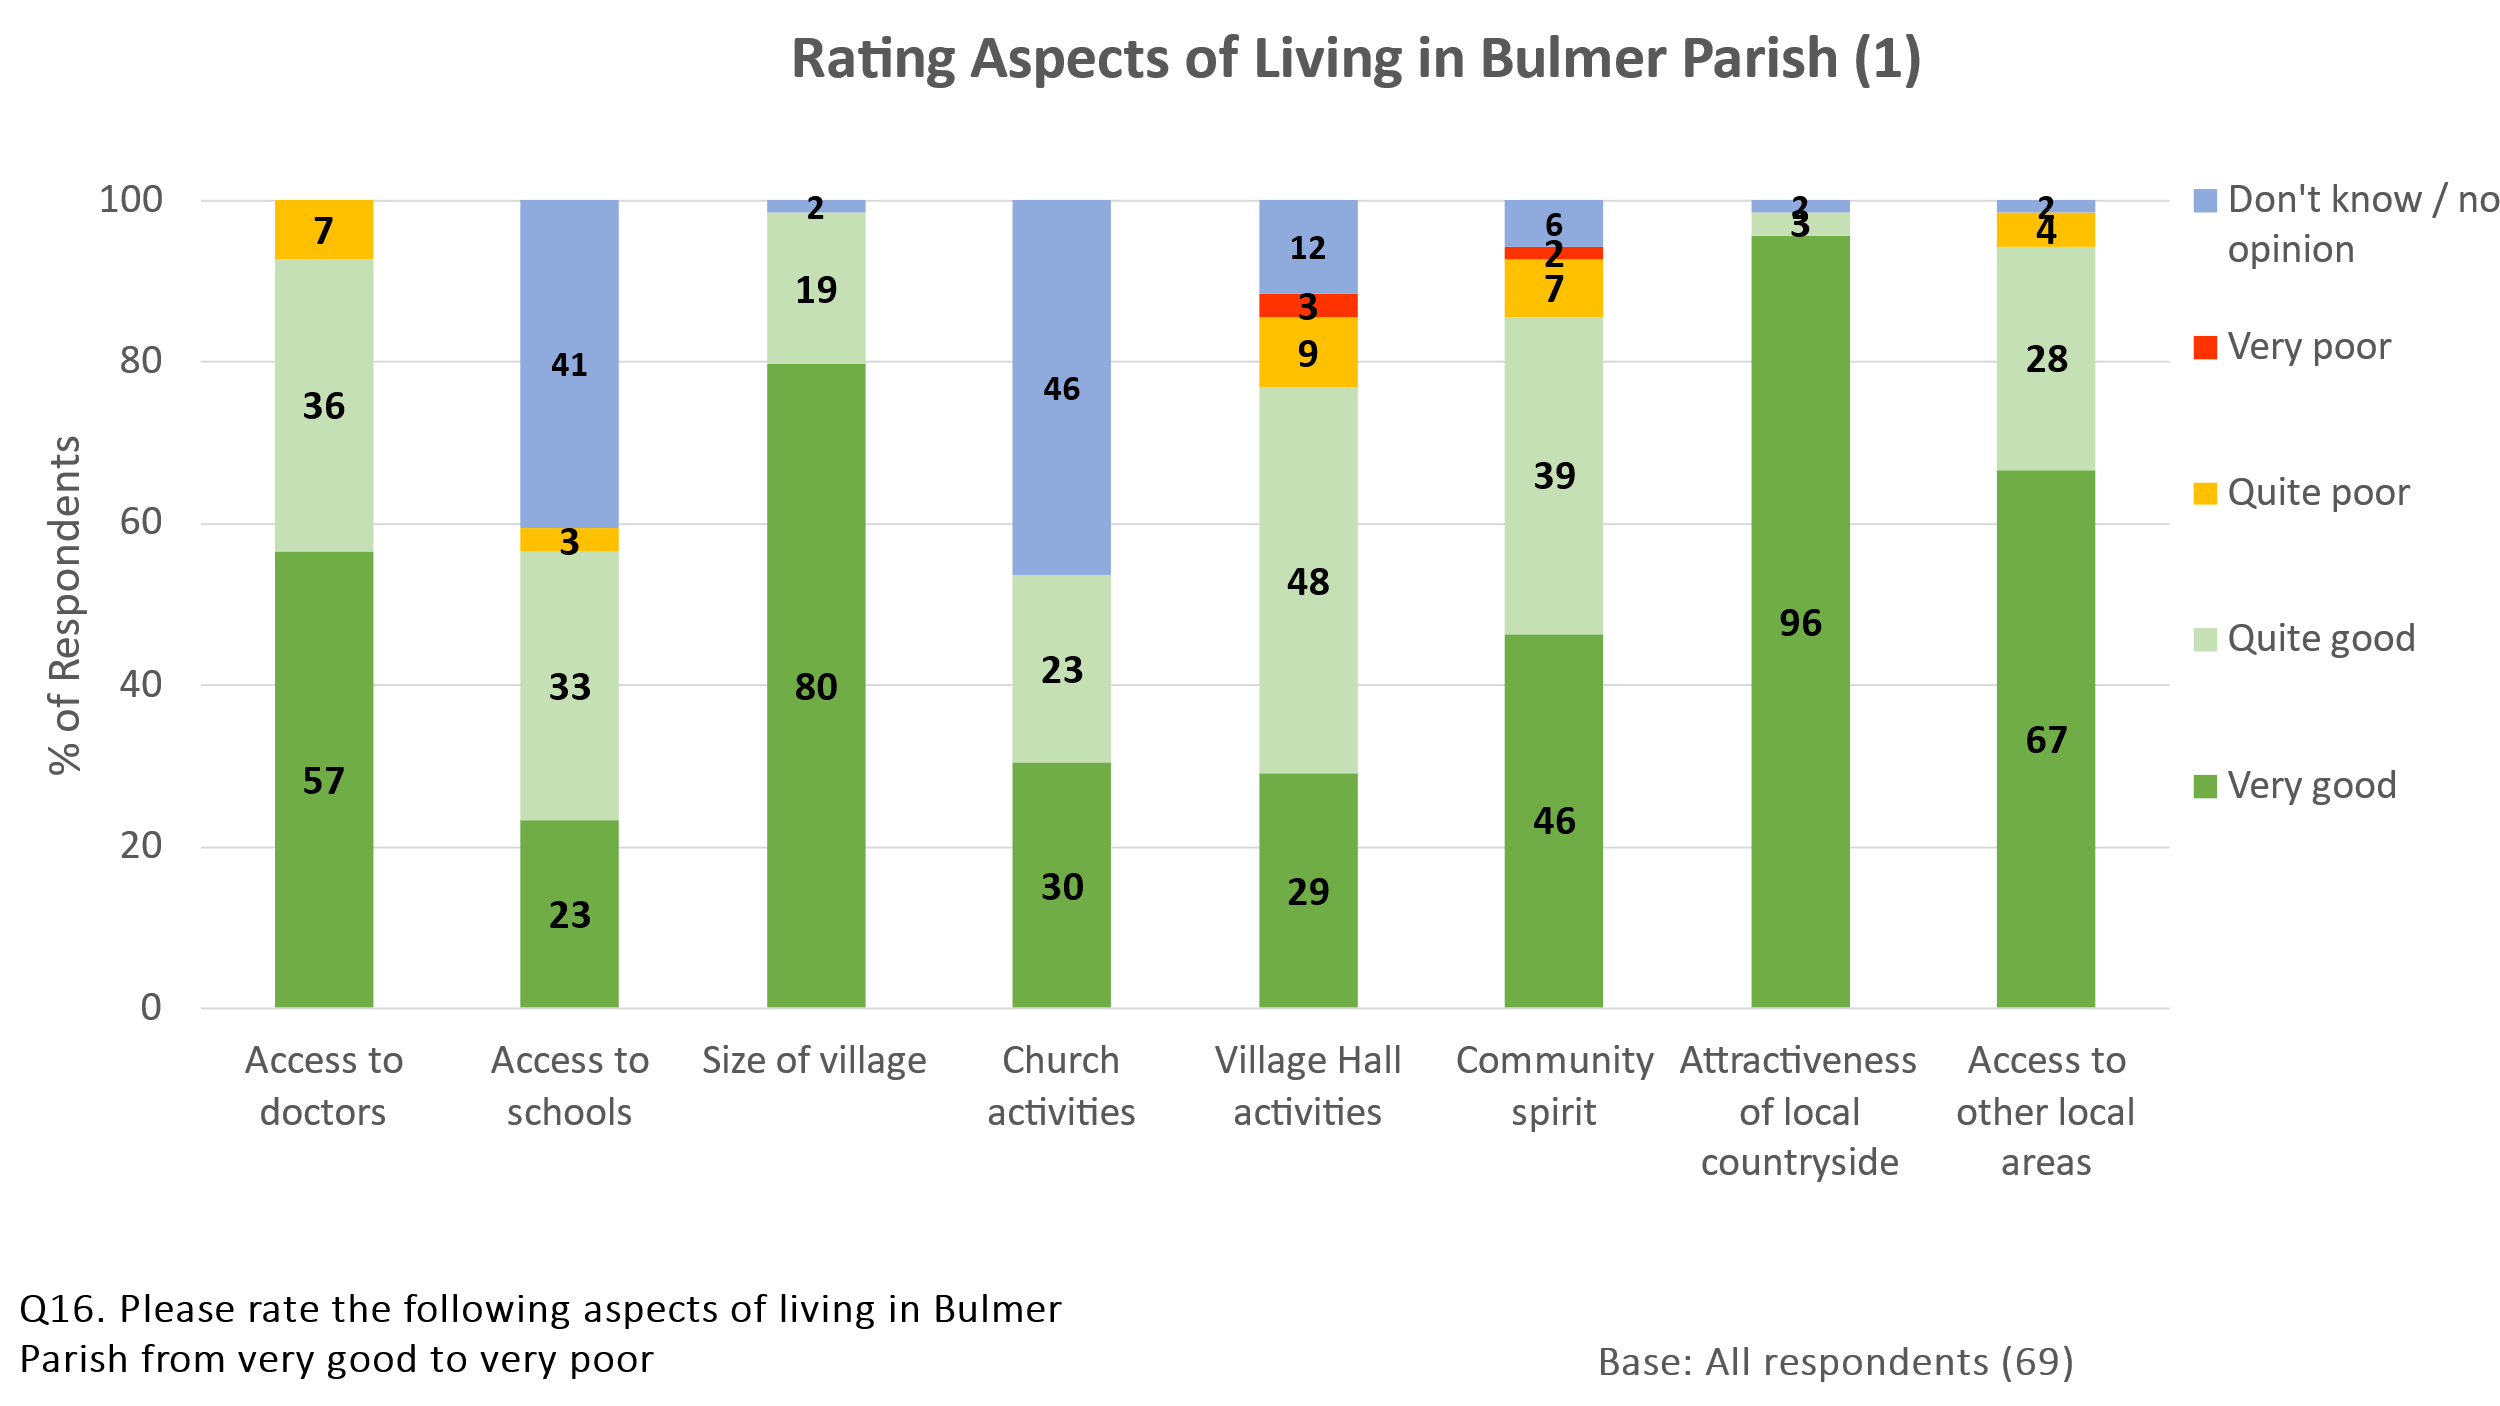 Rating Aspects of Living in Bulmer Parish (1)
% of Respondents
100
80
60
40
20
0
7
36
57
41
3
33
23
2
19
80
46
23
30
12
3
9
48
29
6
2
7
39
46
2
3
96
2
4
28
67
Access to
doctors
Access to
schools
Size of village
Church
activities
Village Hall
activities
Community
spirit
Attractiveness
of local
countryside
Access to
other local
areas
Don't know / no
opinion
Very poor
Quite poor
Quite good
Very good
Q16. Please rate the following aspects of living in Bulmer
Parish from very good to very poor
Base: All respondents (69)